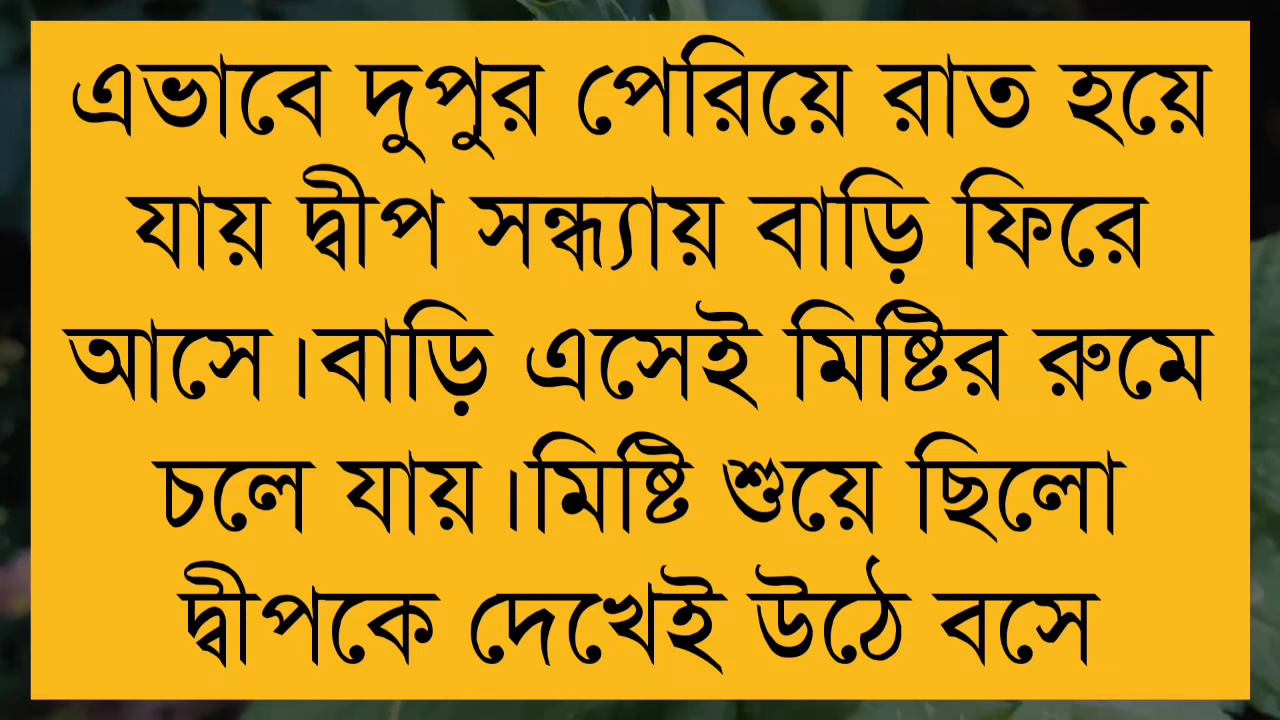 এভাবে দুপুর পেরিয়ে রাত হয়ে
যায় দ্বীপ সন্ধ্যায় বাড়ি ফিরে
আসে।বাড়ি এসেই মিষ্টির রুমে
চলে যায়।মিষ্টি শুয়ে ছিলো
দ্বীপকে দেখেই উঠে বসে